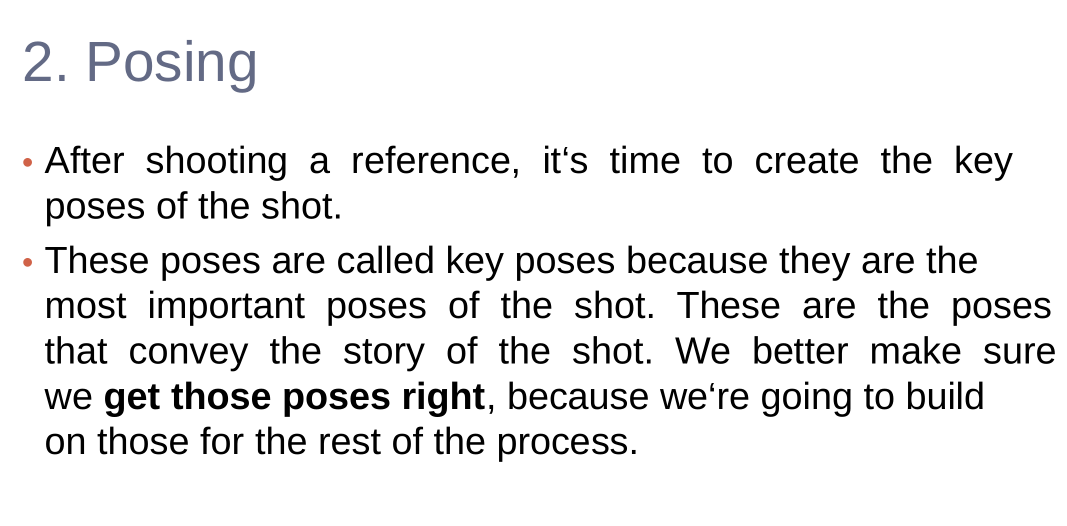 2. Posing
• After shooting a reference, it‘s time to create the key
poses of the shot.
• These poses are called key poses because they are the
most important poses of the shot. These are the poses
that convey the story of the shot. We better make sure
we get those poses right, because we‘re going to build
on those for the rest of the process.